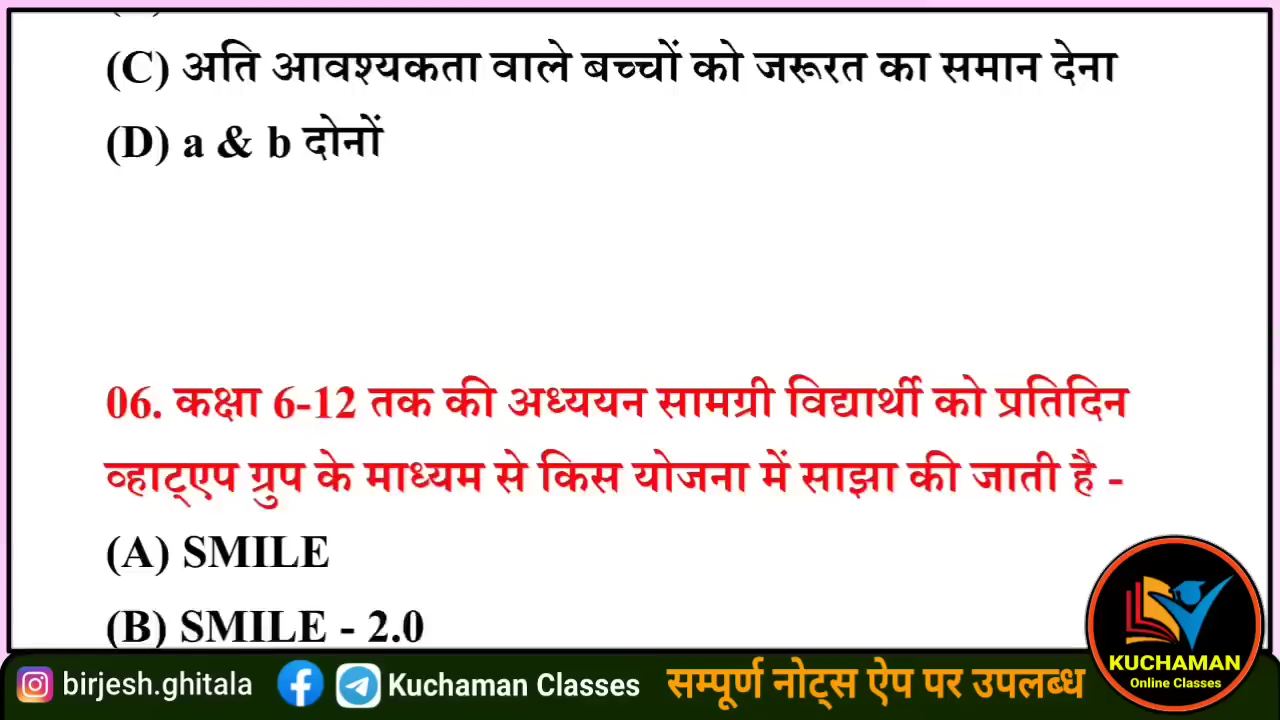 (C) अति आवश्यकता वाले बच्चों को जरूरत का समान देना
(D) a & b दोनों
06. कक्षा 6-12 तक की अध्ययन सामग्री विद्यार्थी को प्रतिदिन
व्हाट्एप ग्रुप के माध्यम से किस योजना में साझा की जाती है -
(A) SMILE
(B) SMILE - 2.0
KUCHAMAN
Online Classes
birjesh.ghitala
Kuchaman Classes
सम्पूर्ण नोट्स ऐप पर उपलब्ध